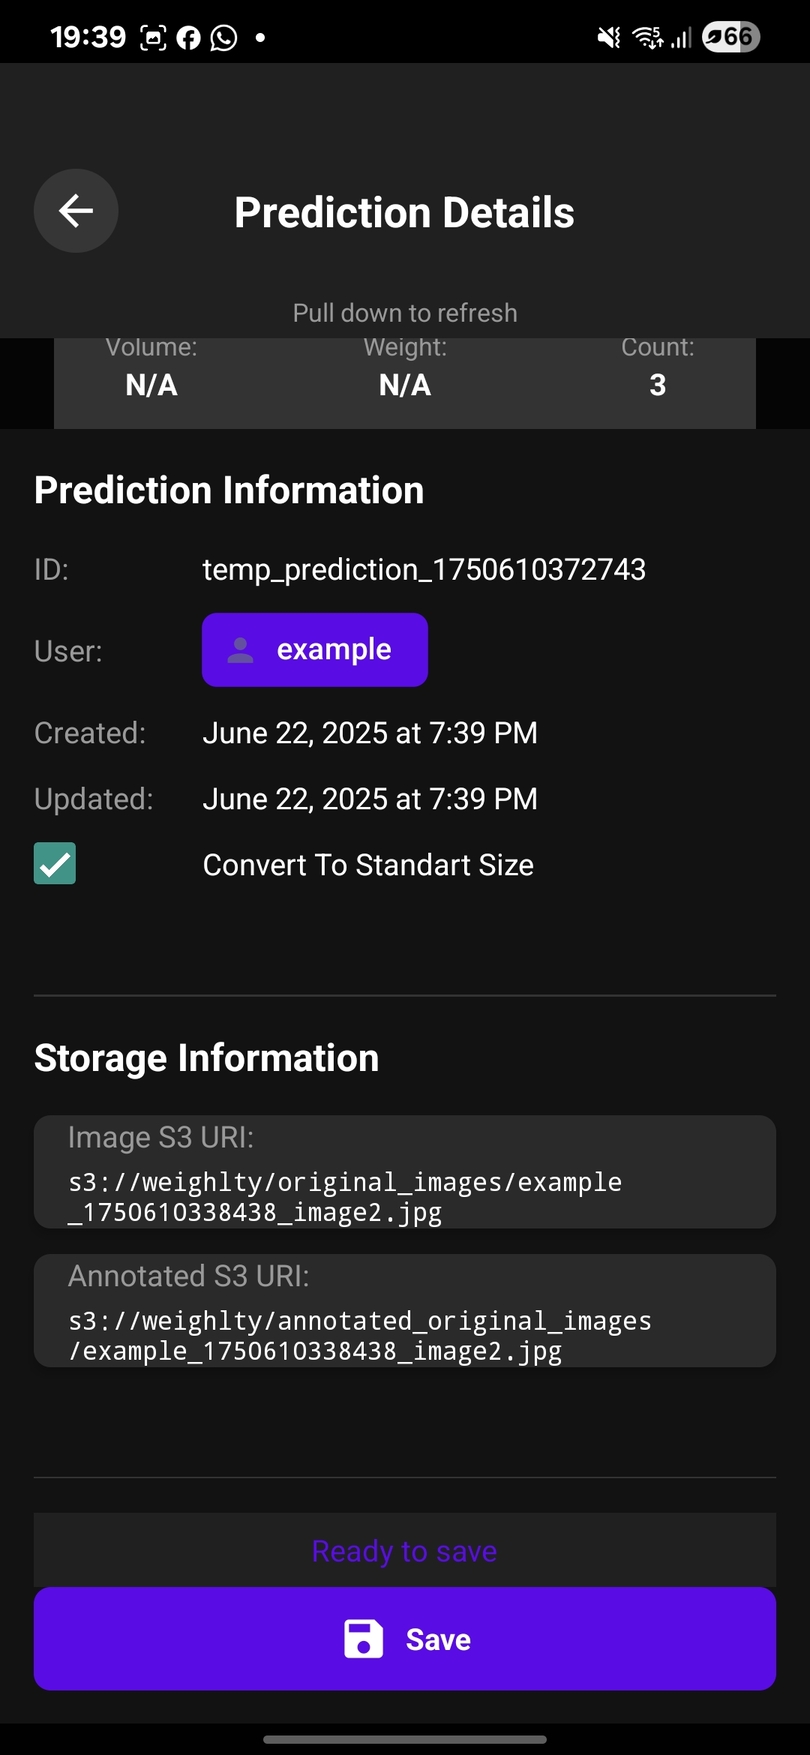 19:39
5
66
Prediction Details
Pull down to refresh
Volume: Weight: Count:
N/A N/A 3
Prediction Information
ID: temp_prediction_1750610372743
User: example
Created: June 22, 2025 at 7:39 PM
Updated: June 22, 2025 at 7:39 PM
Convert To Standart Size
Storage Information
Image S3 URI:
s3://weighlty/original_images/example
_1750610338438_image2.jpg
Annotated S3 URI:
s3://weighlty/annotated_original_images
/example_1750610338438_image2.jpg
Ready to save
Save